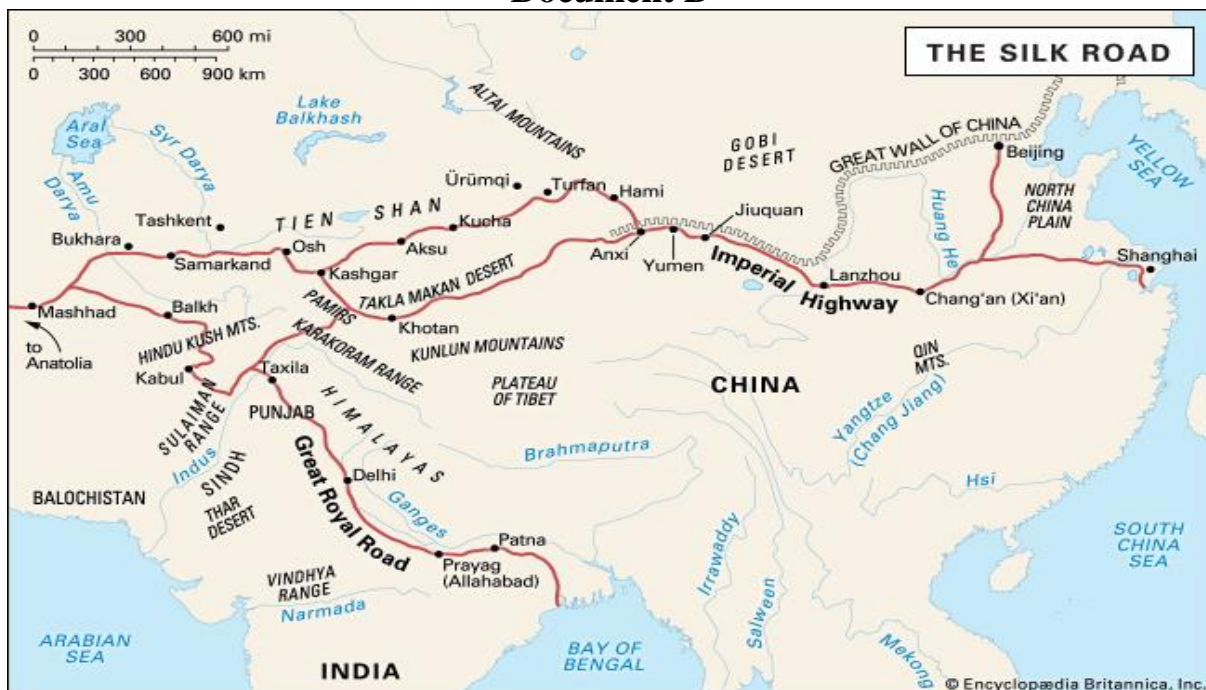 Document B
0 300 600 mi
0 300 600 900 km
THE SILK ROAD
Aral
Sea
Syr Darya
Amu
Darya
Lake
Balkhash
ALTAI MOUNTAINS
GOBI
DESERT
GREAT WALL OF CHINA
Beijing
YELLOW
SEA
NORTH
CHINA
PLAIN
Huang He
Shanghai
Ürümqi
Turfan
Hami
Jiuquan
Tashkent
TIEN SHAN
Kucha
Bukhara
Osh
Aksu
Samarkand
Kashgar
Anxi
Yumen
Imperial Highway
Lanzhou
Chang'an (Xi'an)
TAKLA MAKAN DESERT
Mashhad
Balkh
PAMIRS
Khotan
to
Anatolia
HINDU KUSH MTS.
KARAKORAM RANGE
KUNLUN MOUNTAINS
Kabul
Taxila
PLATEAU
OF TIBET
CHINA
QIN
MTS.
Yangtze
(Chang Jiang)
SULAIMAN
RANGE
PUNJAB
HIMALAYAS
Indus
SINDH
Great Royal Road
Brahmaputra
Delhi
BALOCHISTAN
THAR
DESERT
Ganges
Hsi
Patna
Prayag
(Allahabad)
Irrawaddy
SOUTH
CHINA
SEA
VINDHYA
RANGE
Narmada
Salween
Mekong
ARABIAN
SEA
INDIA
BAY OF
BENGAL
© Encyclopædia Britannica, Inc.